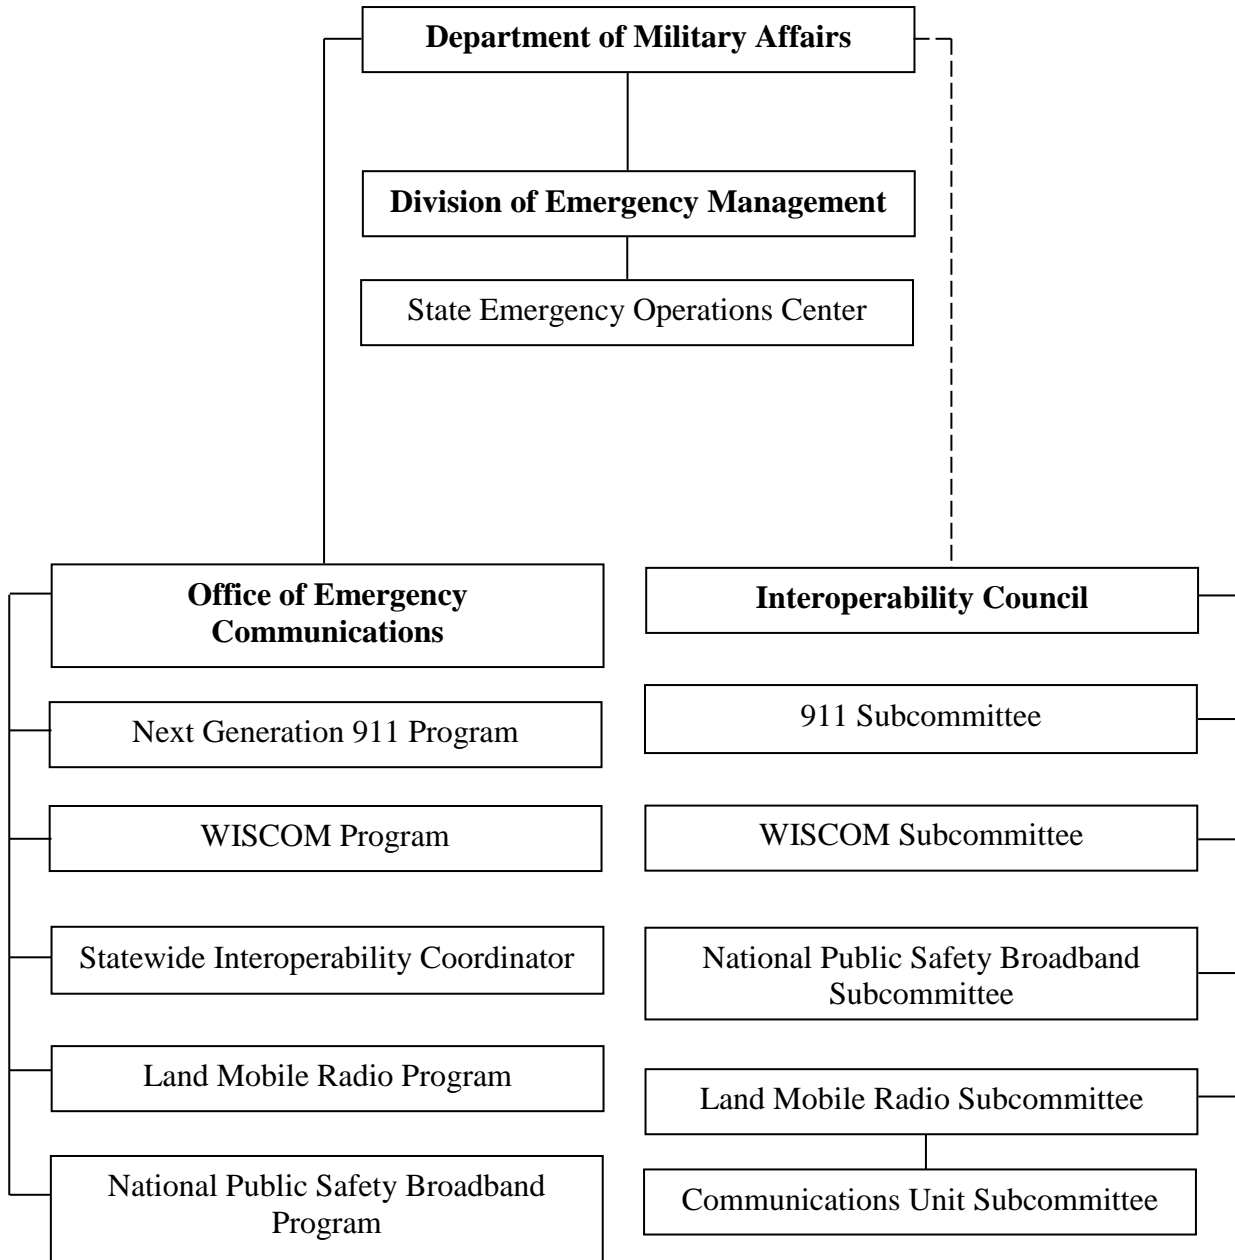 Department of Military Affairs
Division of Emergency Management
State Emergency Operations Center
Office of Emergency
Communications
Next Generation 911 Program
WISCOM Program
Statewide Interoperability Coordinator
Land Mobile Radio Program
National Public Safety Broadband
Program
Interoperability Council
911 Subcommittee
WISCOM Subcommittee
National Public Safety Broadband
Subcommittee
Land Mobile Radio Subcommittee
Communications Unit Subcommittee